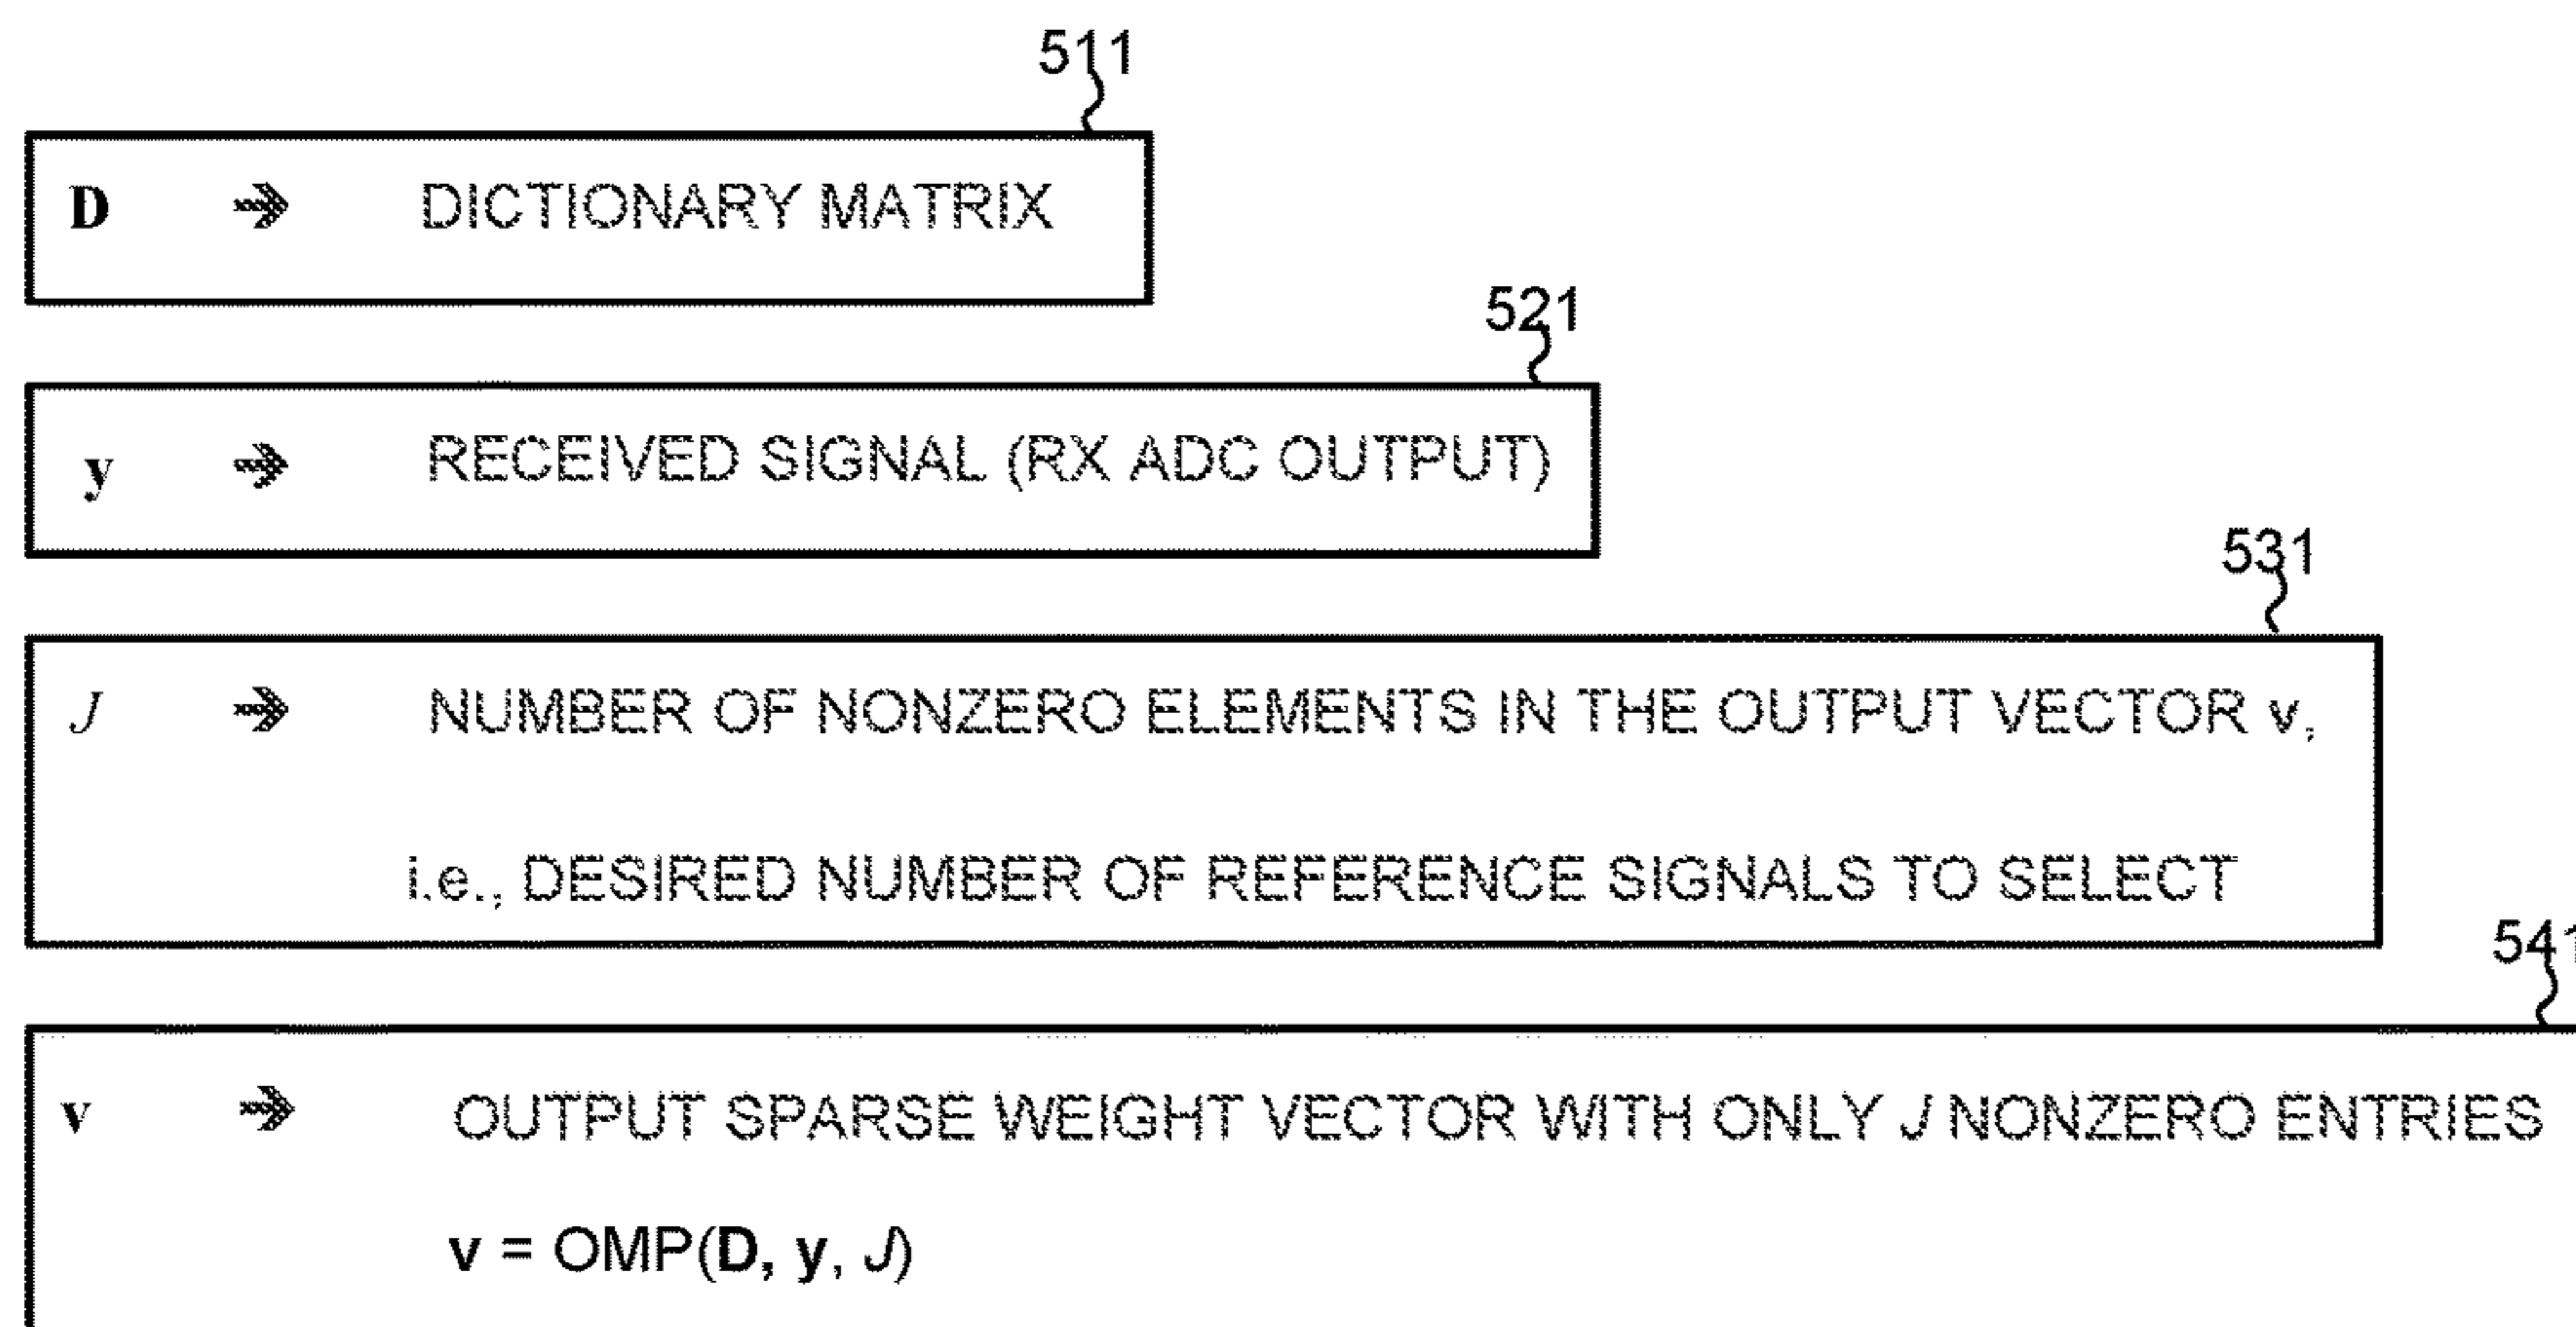 511
D → DICTIONARY MATRIX
521
y → RECEIVED SIGNAL (RX ADC OUTPUT)
531
J → NUMBER OF NONZERO ELEMENTS IN THE OUTPUT VECTOR v,
i.e., DESIRED NUMBER OF REFERENCE SIGNALS TO SELECT
541
v → OUTPUT SPARSE WEIGHT VECTOR WITH ONLY J NONZERO ENTRIES
v = OMP(D, y, J)